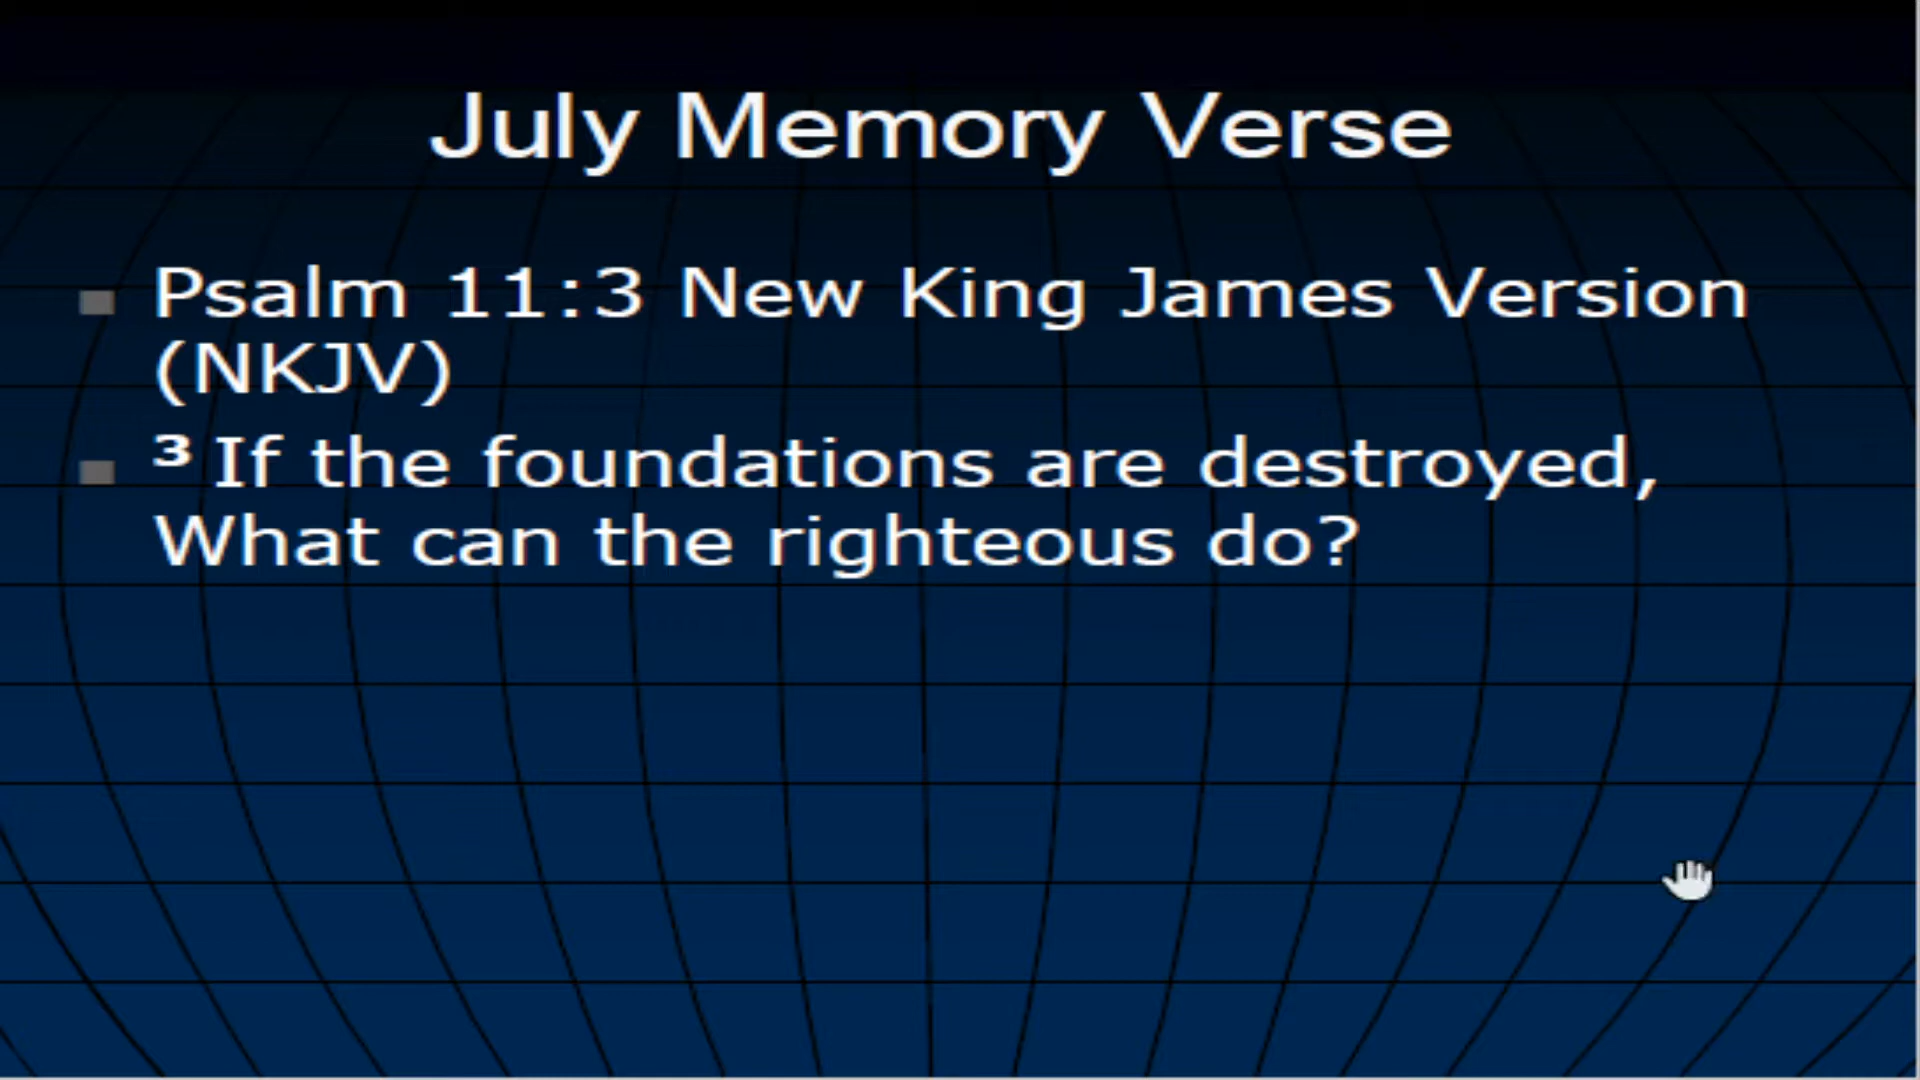 July Memory Verse
Psalm 11:3 New King James Version
(NKJV)
³ If the foundations are destroyed,
What can the righteous do?